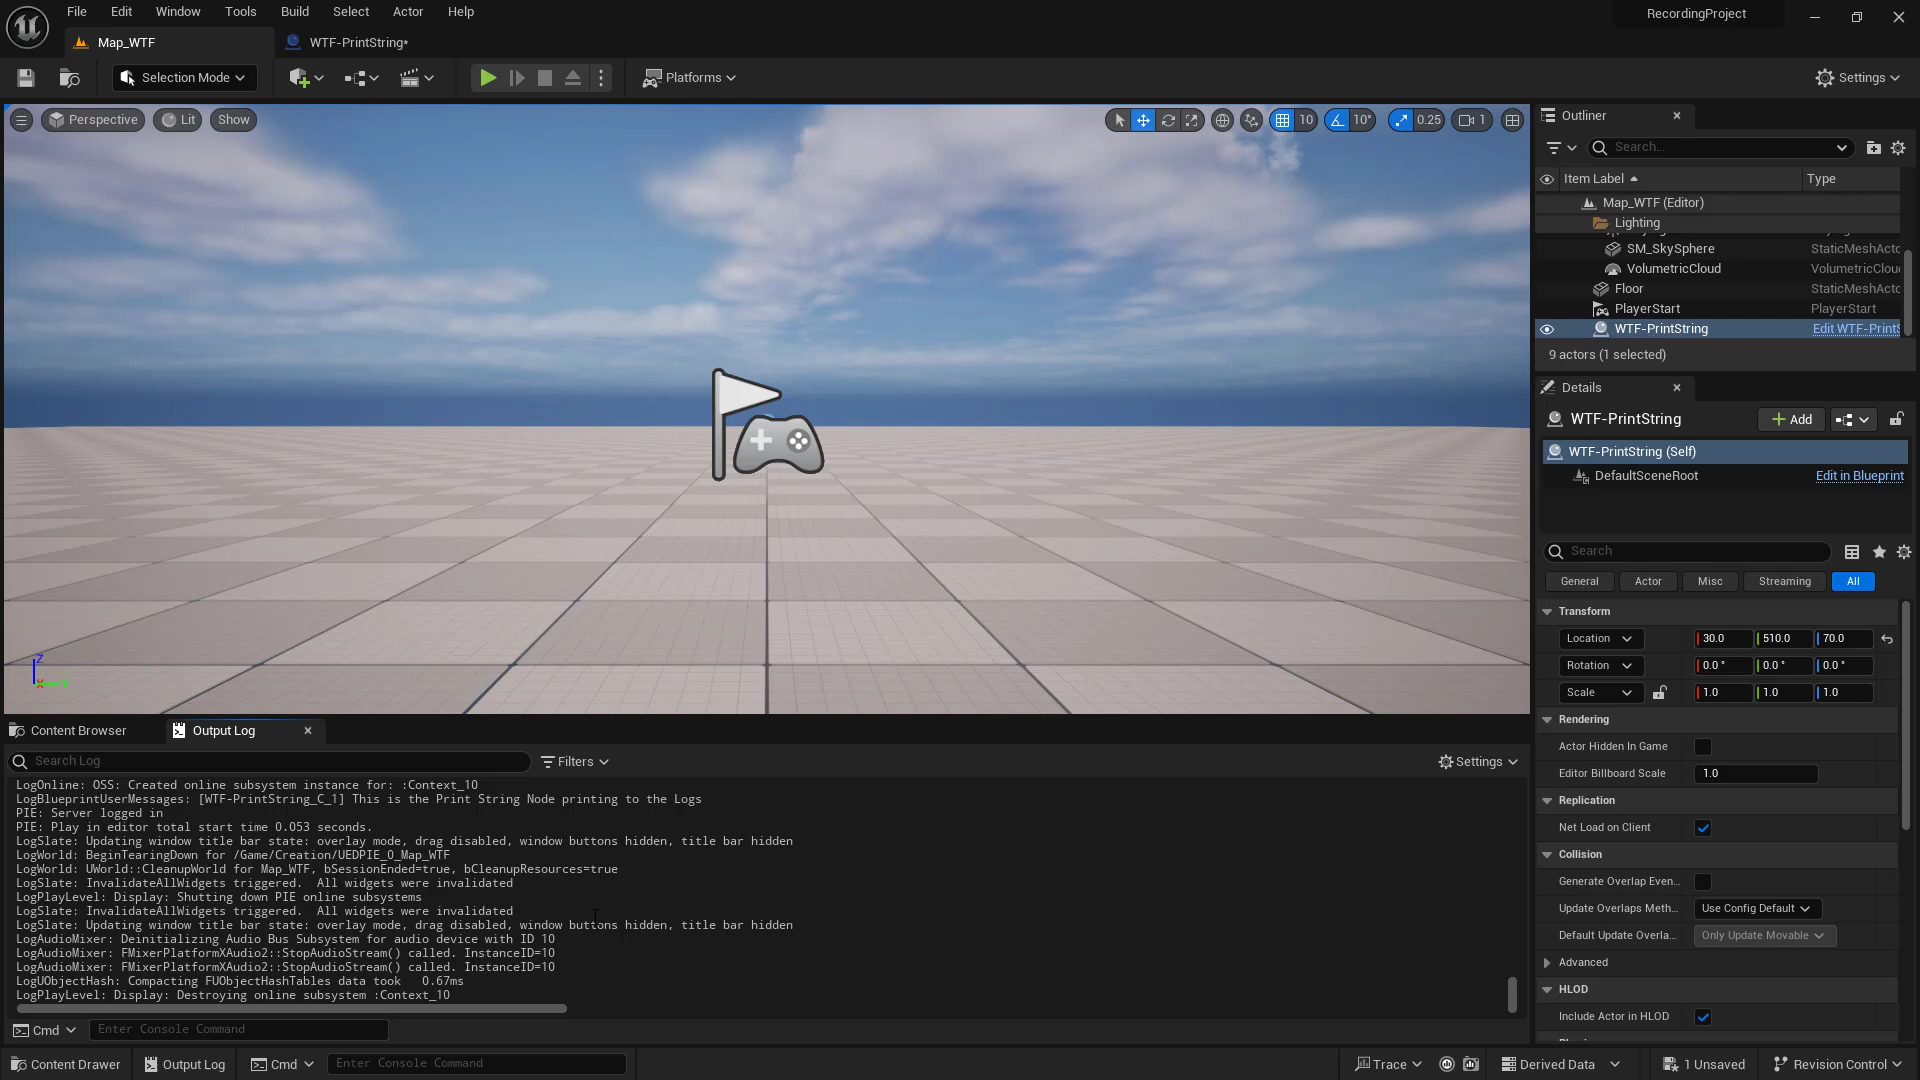 File Edit Window Tools Build Select Actor Help
RecordingProject
Map_WTF
WTF-PrintString*
Selection Mode
Platforms
Settings
Perspective
Lit
Show
10
10°
0.25
1
Z
X
Y
Outliner
Search...
Item Label
Type
Map_WTF (Editor)
Lighting
SM_SkySphere StaticMeshActo
VolumetricCloud VolumetricClou
Floor StaticMeshActo
PlayerStart PlayerStart
WTF-PrintString Edit WTF-PrintS
9 actors (1 selected)
Details
WTF-PrintString
Add
WTF-PrintString (Self)
DefaultSceneRoot Edit in Blueprint
Search
General Actor Misc Streaming All
Transform
Location 30.0 510.0 70.0
Rotation 0.0 ° 0.0 ° 0.0 °
Scale 1.0 1.0 1.0
Rendering
Actor Hidden In Game
Editor Billboard Scale 1.0
Replication
Net Load on Client
Collision
Generate Overlap Even...
Update Overlaps Meth... Use Config Default
Default Update Overla... Only Update Movable
Advanced
HLOD
Include Actor in HLOD
Content Browser
Output Log
Search Log
Filters
Settings
LogOnline: OSS: Created online subsystem instance for: :Context_10
LogBlueprintUserMessages: [WTF-PrintString_C_1] This is the Print String Node printing to the Logs
PIE: Server logged in
PIE: Play in editor total start time 0.053 seconds.
LogSlate: Updating window title bar state: overlay mode, drag disabled, window buttons hidden, title bar hidden
LogWorld: BeginTearingDown for /Game/Creation/UEDPIE_0_Map_WTF
LogWorld: UWorld::CleanupWorld for Map_WTF, bSessionEnded=true, bCleanupResources=true
LogSlate: InvalidateAllWidgets triggered.  All widgets were invalidated
LogPlayLevel: Display: Shutting down PIE online subsystems
LogSlate: InvalidateAllWidgets triggered.  All widgets were invalidated
LogSlate: Updating window title bar state: overlay mode, drag disabled, window buttons hidden, title bar hidden
LogAudioMixer: Deinitializing Audio Bus Subsystem for audio device with ID 10
LogAudioMixer: FMixerPlatformXAudio2::StopAudioStream() called. InstanceID=10
LogAudioMixer: FMixerPlatformXAudio2::StopAudioStream() called. InstanceID=10
LogUObjectHash: Compacting FUObjectHashTables data took   0.67ms
LogPlayLevel: Display: Destroying online subsystem :Context_10
Cmd Enter Console Command
Content Drawer
Output Log
Cmd
Enter Console Command
Trace
Derived Data
1 Unsaved
Revision Control